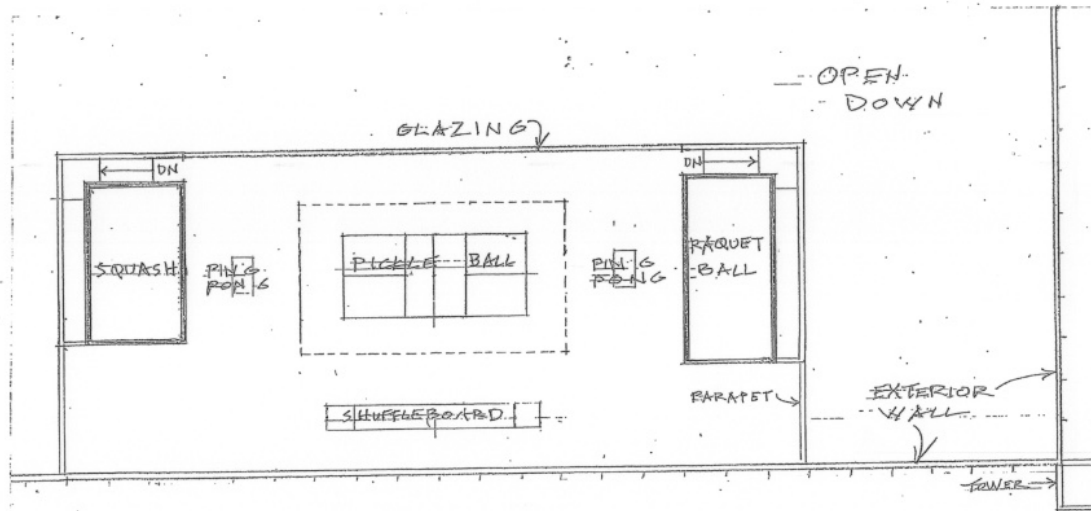 OPEN
DOWN
GLAZING
DN
DN
SQUASH
PING
PONG
PICKLE BALL
PING
PONG
RAQUET
BALL
SHUFFLEBOARD
PARAPET
EXTERIOR
WALL
TOWER